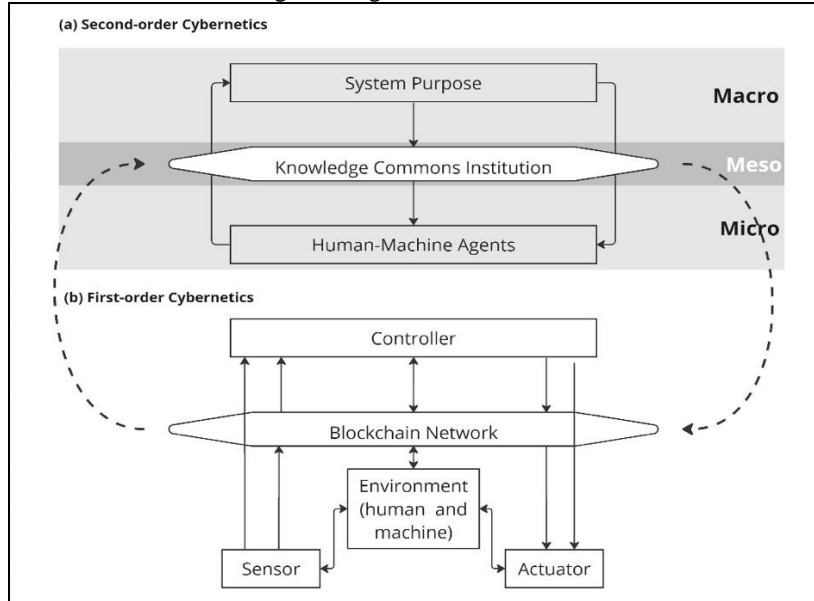 (a) Second-order Cybernetics
System Purpose
Macro
Knowledge Commons Institution
Meso
Human-Machine Agents
Micro
(b) First-order Cybernetics
Controller
Blockchain Network
Environment
(human and
machine)
Sensor
Actuator